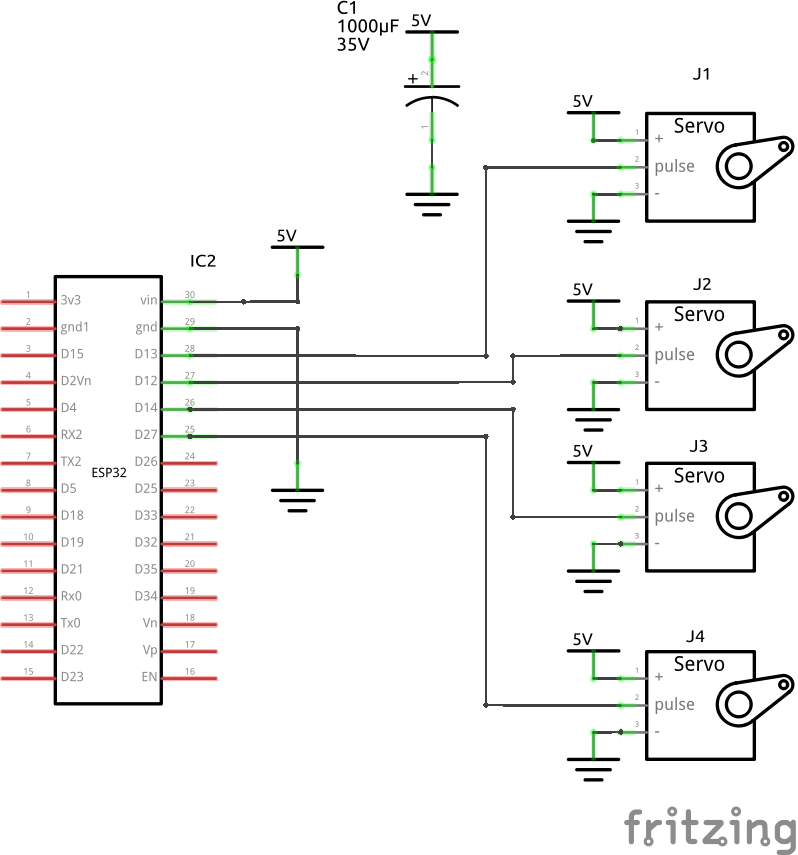 C1
1000µF
35V
5V
2
+
1
J1
5V
Servo
1
+
2
pulse
3
-
5V
IC2
J2
5V
Servo
1
+
2
pulse
3
-
1
3v3
vin
30
2
gnd1
gnd
29
3
D15
D13
28
4
D2Vn
D12
27
5
D4
D14
26
6
RX2
D27
25
7
TX2
D26
24
ESP32
8
D5
D25
23
9
D18
D33
22
10
D19
D32
21
11
D21
D35
20
12
Rx0
D34
19
13
Tx0
Vn
18
14
D22
Vp
17
15
D23
EN
16
J3
5V
Servo
1
+
2
pulse
3
-
J4
5V
Servo
1
+
2
pulse
3
-
fritzing